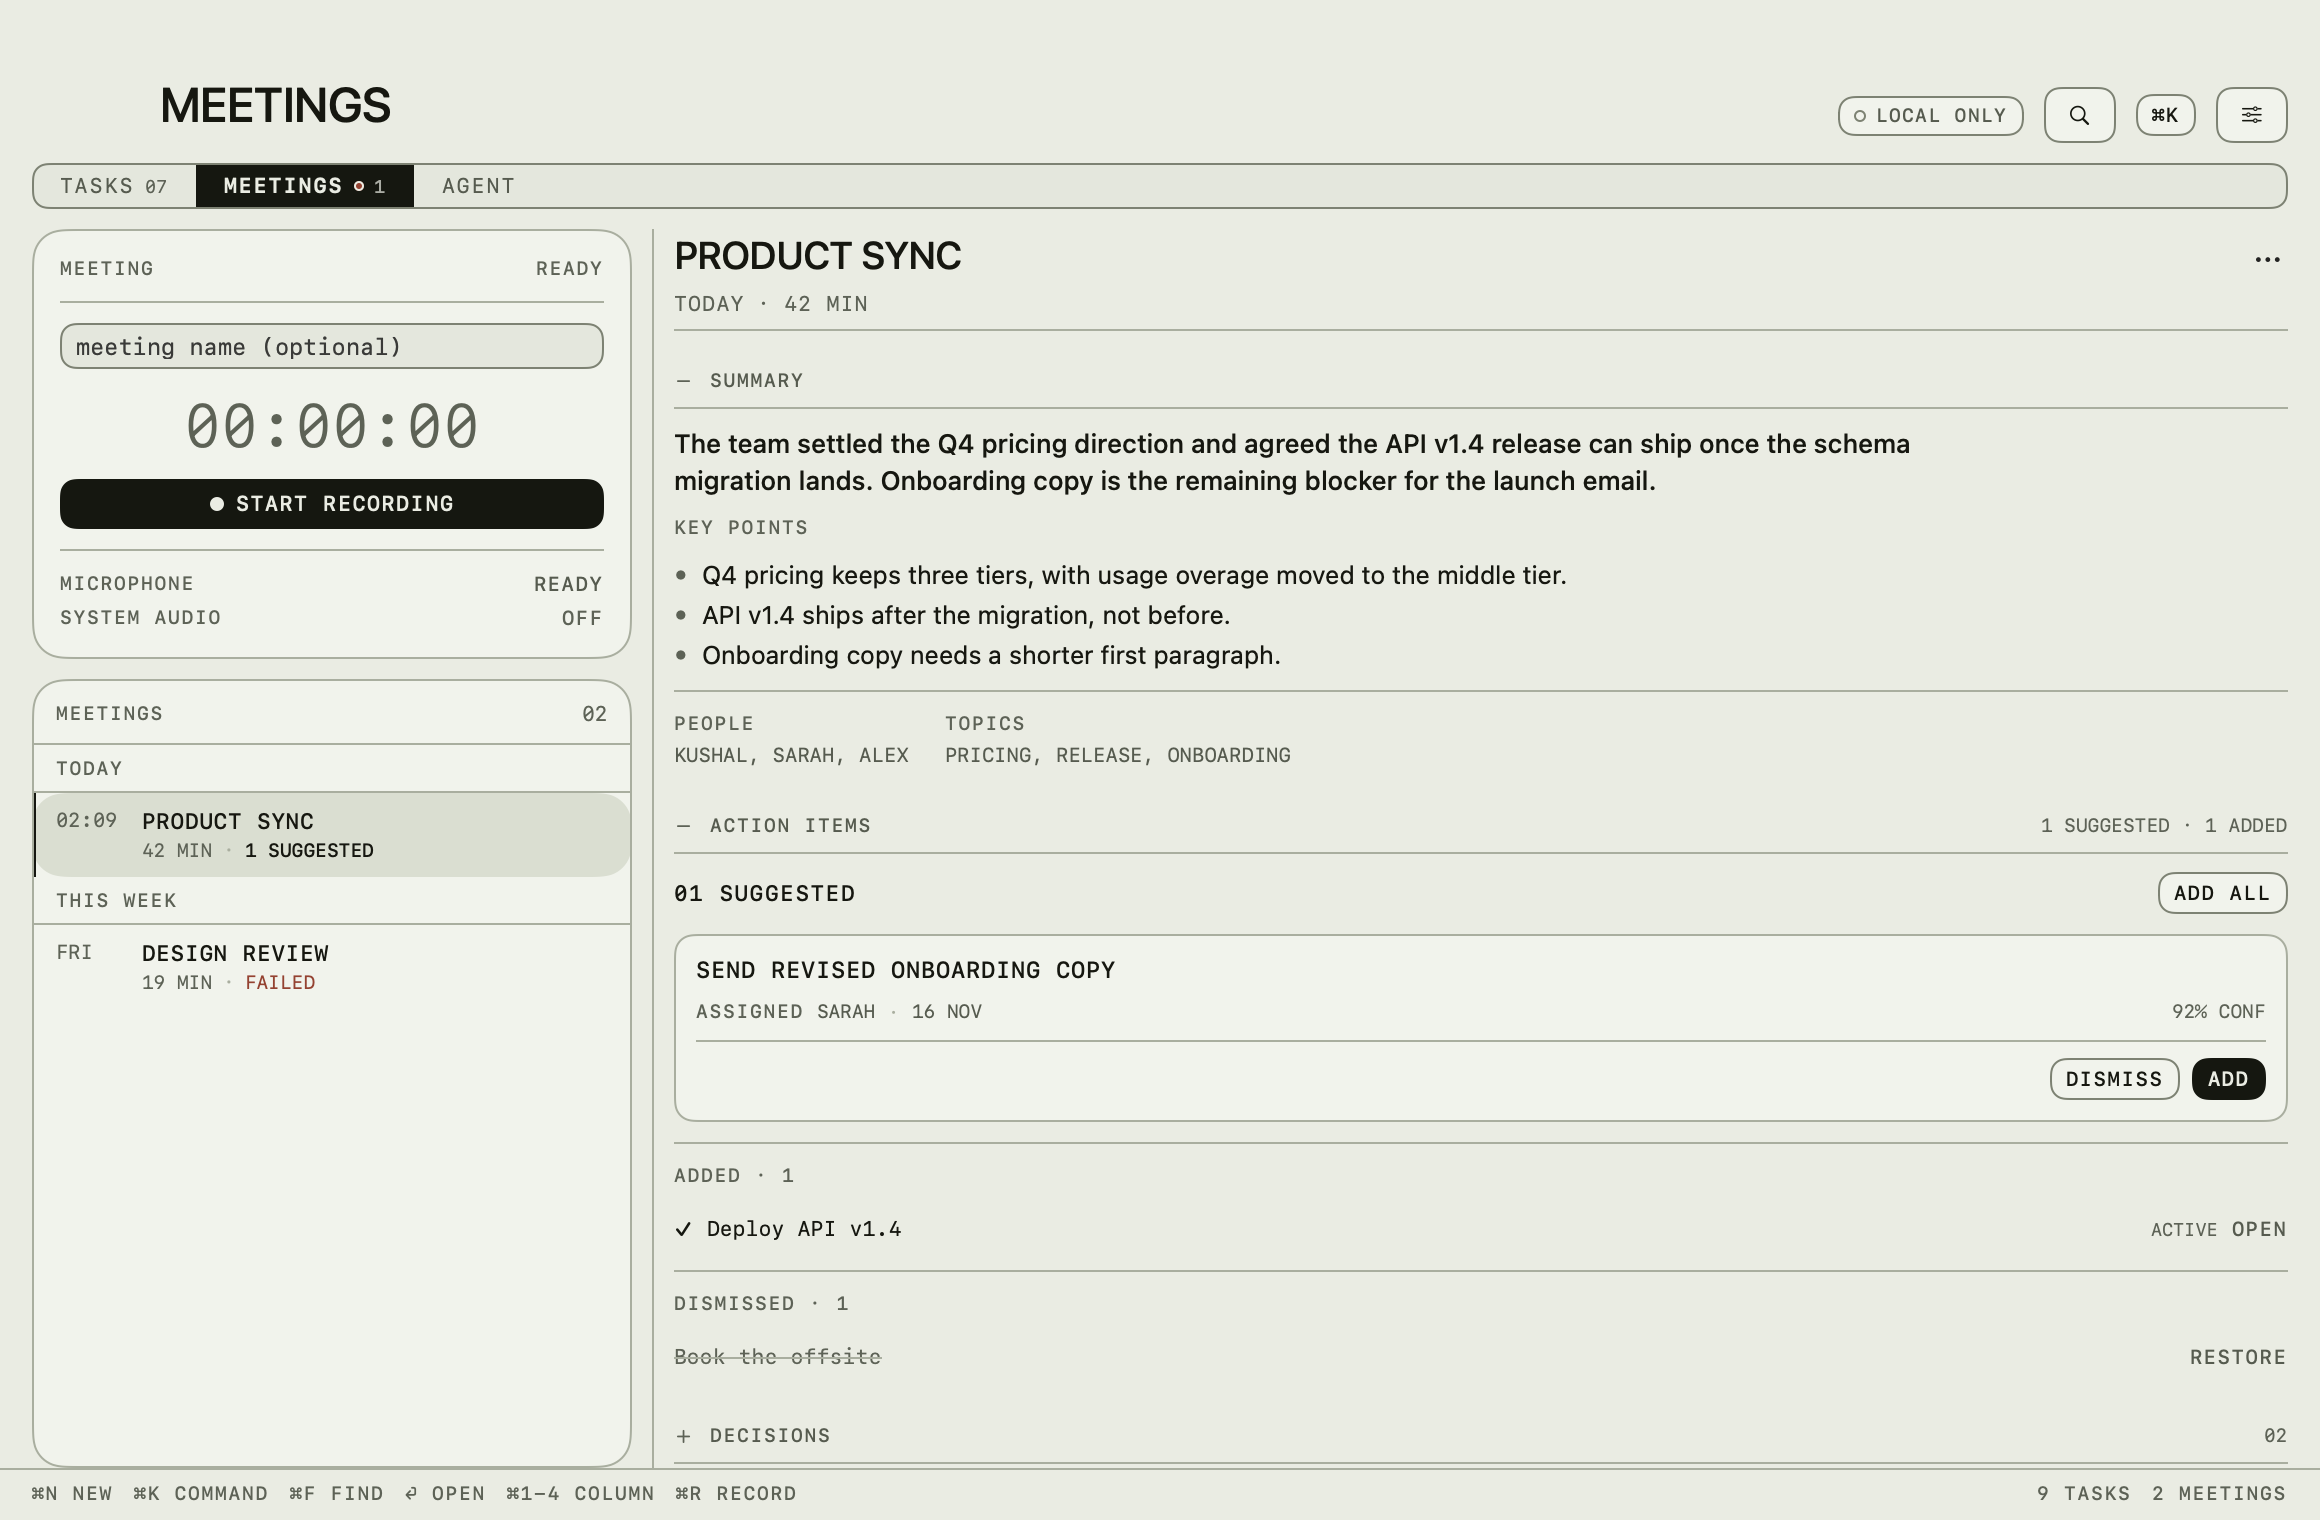 MEETINGS
LOCAL ONLY
⌘K
TASKS 07
MEETINGS 1
AGENT
MEETING READY
meeting name (optional)
00:00:00
START RECORDING
MICROPHONE READY
SYSTEM AUDIO OFF
MEETINGS 02
TODAY
02:09 PRODUCT SYNC
42 MIN · 1 SUGGESTED
THIS WEEK
FRI DESIGN REVIEW
19 MIN · FAILED
PRODUCT SYNC
...
TODAY · 42 MIN
— SUMMARY
The team settled the Q4 pricing direction and agreed the API v1.4 release can ship once the schema
migration lands. Onboarding copy is the remaining blocker for the launch email.
KEY POINTS
• Q4 pricing keeps three tiers, with usage overage moved to the middle tier.
• API v1.4 ships after the migration, not before.
• Onboarding copy needs a shorter first paragraph.
PEOPLE TOPICS
KUSHAL, SARAH, ALEX PRICING, RELEASE, ONBOARDING
— ACTION ITEMS 1 SUGGESTED · 1 ADDED
01 SUGGESTED ADD ALL
SEND REVISED ONBOARDING COPY
ASSIGNED SARAH · 16 NOV 92% CONF
DISMISS ADD
ADDED · 1
✓ Deploy API v1.4 ACTIVE OPEN
DISMISSED · 1
Book the offsite RESTORE
+ DECISIONS 02
⌘N NEW ⌘K COMMAND ⌘F FIND ⏎ OPEN ⌘1–4 COLUMN ⌘R RECORD 9 TASKS 2 MEETINGS